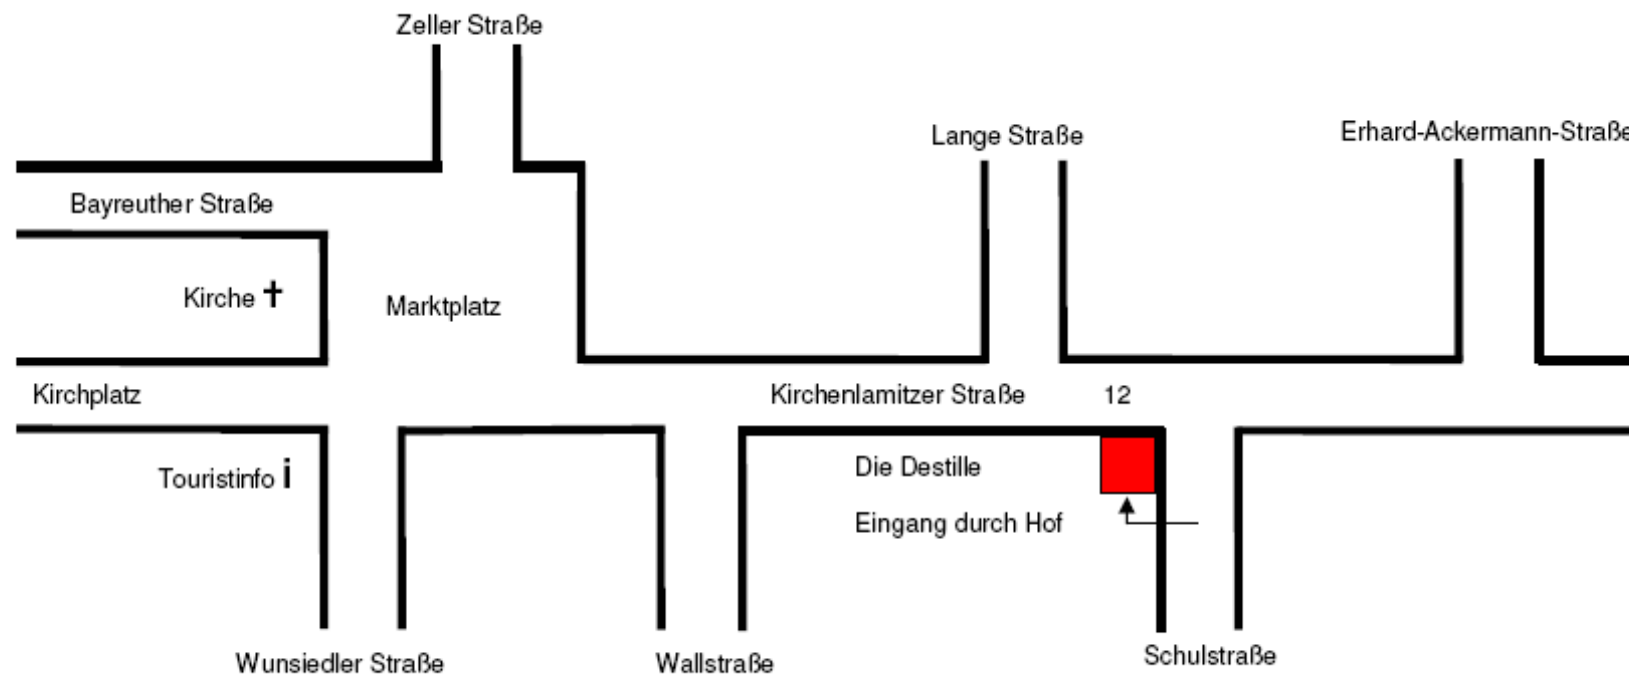 Zeller Straße
Lange Straße
Erhard-Ackermann-Straße
Bayreuther Straße
Kirche ✝
Marktplatz
Kirchplatz
Kirchenlamitzer Straße 12
Touristinfo i
Die Destille
Eingang durch Hof
Wunsiedler Straße
Wallstraße
Schulstraße